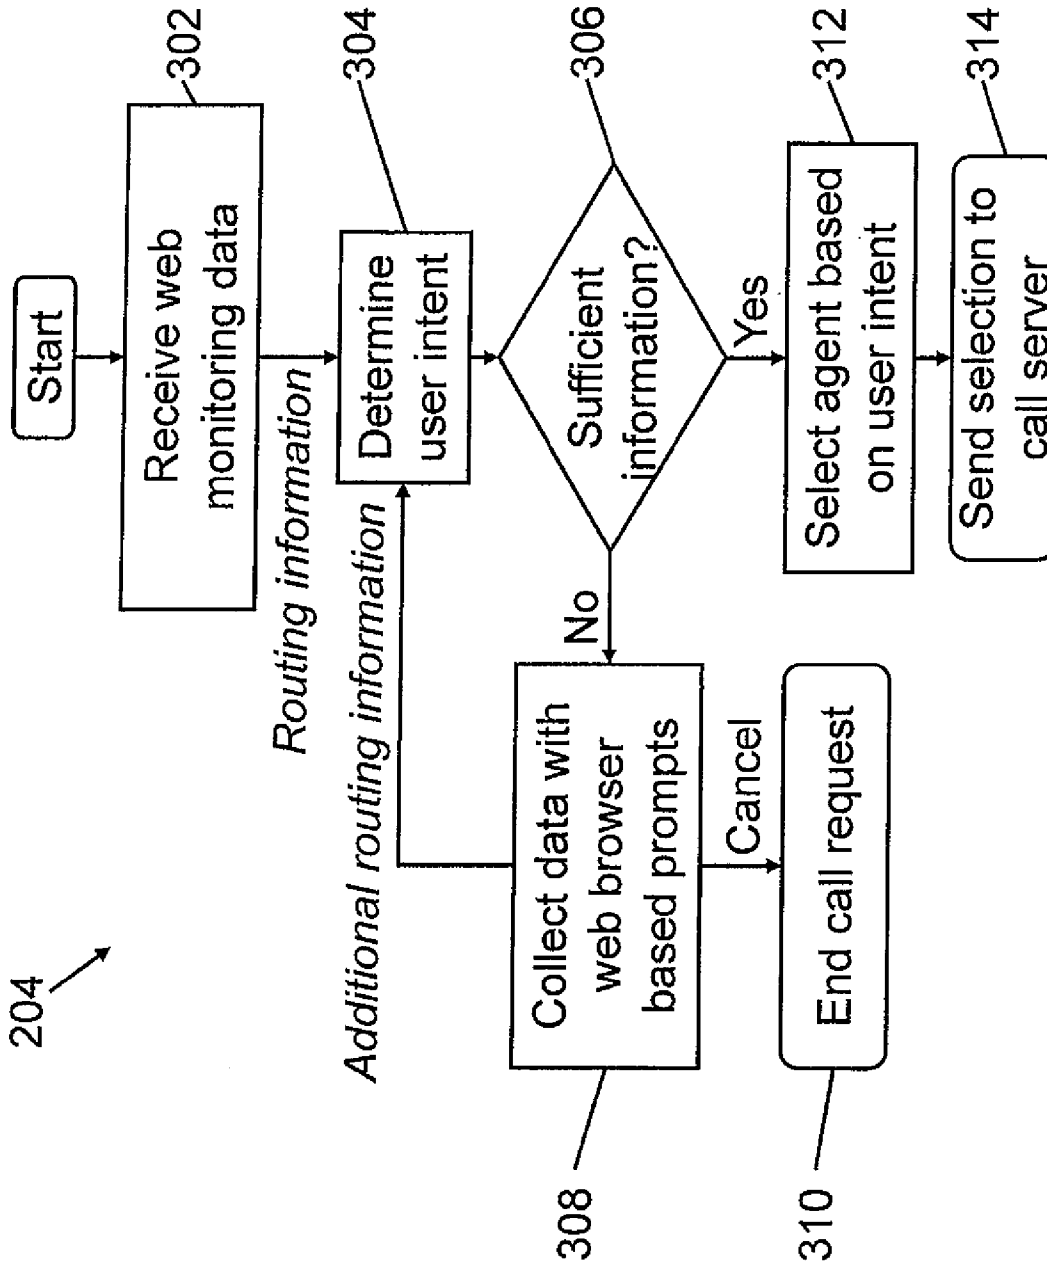 204
Start
Receive web
monitoring data
302
Routing information
Determine
user intent
304
Additional routing information
Sufficient
information?
306
No
Yes
Collect data with
web browser
based prompts
308
Cancel
End call request
310
Select agent based
on user intent
312
Send selection to
call server
314